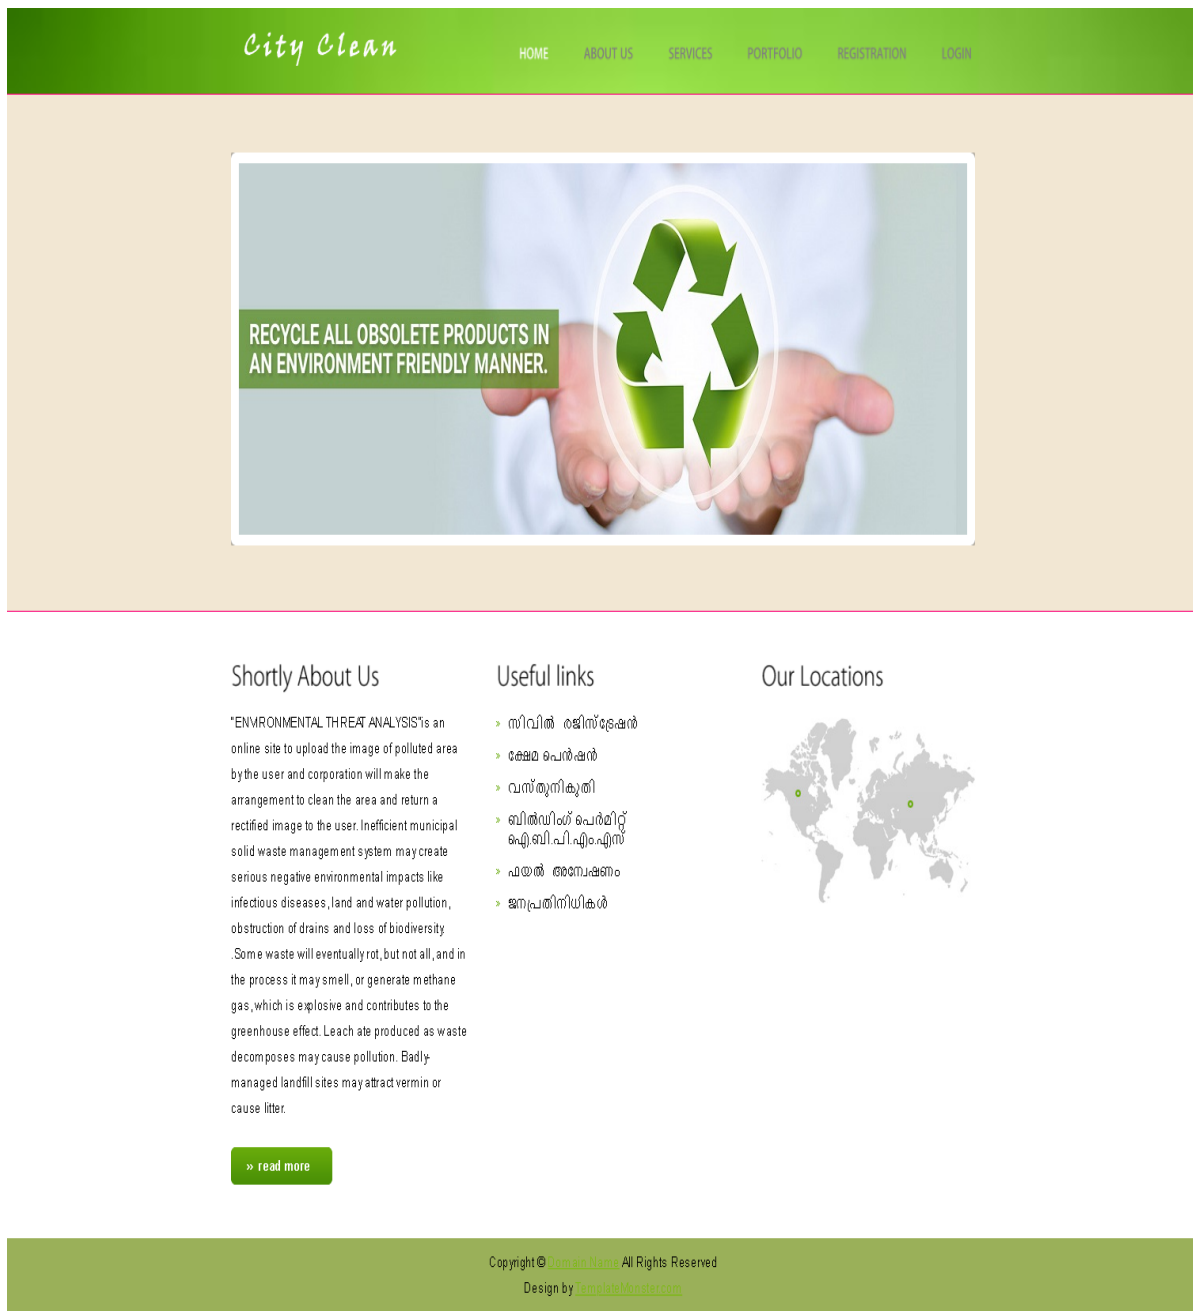 City Clean
HOME ABOUT US SERVICES PORTFOLIO REGISTRATION LOGIN
RECYCLE ALL OBSOLETE PRODUCTS IN
AN ENVIRONMENT FRIENDLY MANNER.
Shortly About Us
"ENVIRONMENTAL THREAT ANALYSIS"is an
online site to upload the image of polluted area
by the user and corporation will make the
arrangement to clean the area and return a
rectified image to the user. Inefficient municipal
solid waste management system may create
serious negative environmental impacts like
infectious diseases, land and water pollution,
obstruction of drains and loss of biodiversity.
.Some waste will eventually rot, but not all, and in
the process it may smell, or generate methane
gas, which is explosive and contributes to the
greenhouse effect. Leach ate produced as waste
decomposes may cause pollution. Badly-
managed landfill sites may attract vermin or
cause litter.
» read more
Useful links
» സിവിൽ രജിസ്ട്രേഷൻ
» ക്ഷേമ പെൻഷൻ
» വസ്തുനികുതി
» ബിൽഡിംഗ് പെർമിറ്റ്
ഐ.ബി.പി.എം.എസ്
» ഫയൽ അന്വേഷണം
» ജനപ്രതിനിധികൾ
Our Locations
Copyright © Domain Name All Rights Reserved
Design by TemplateMonster.com